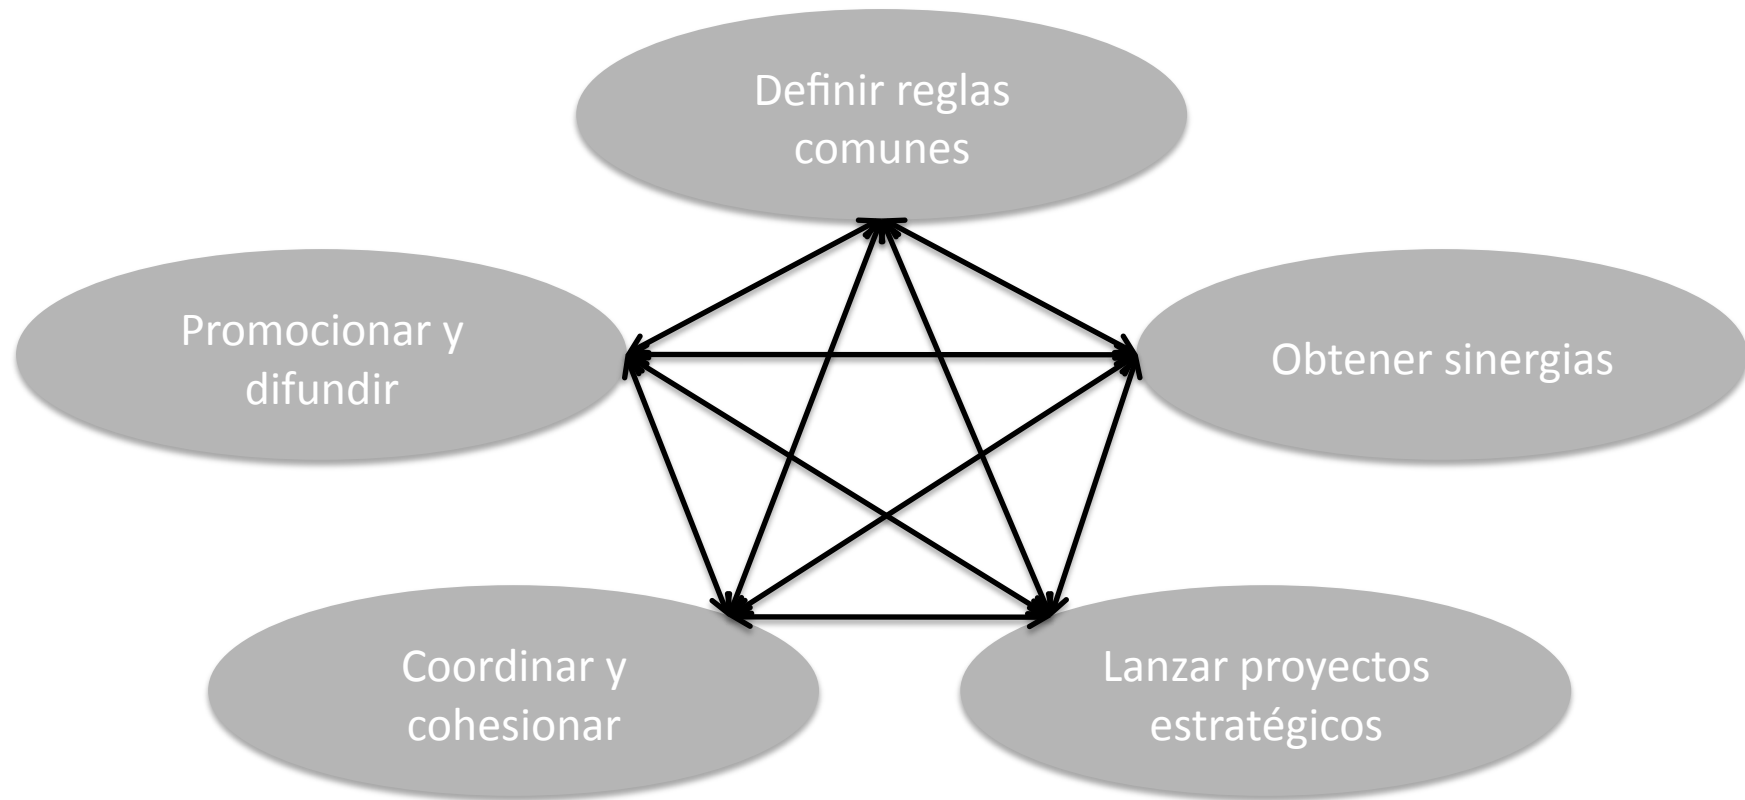 Definir reglas
comunes
Promocionar y
difundir
Obtener sinergias
Coordinar y
cohesionar
Lanzar proyectos
estratégicos